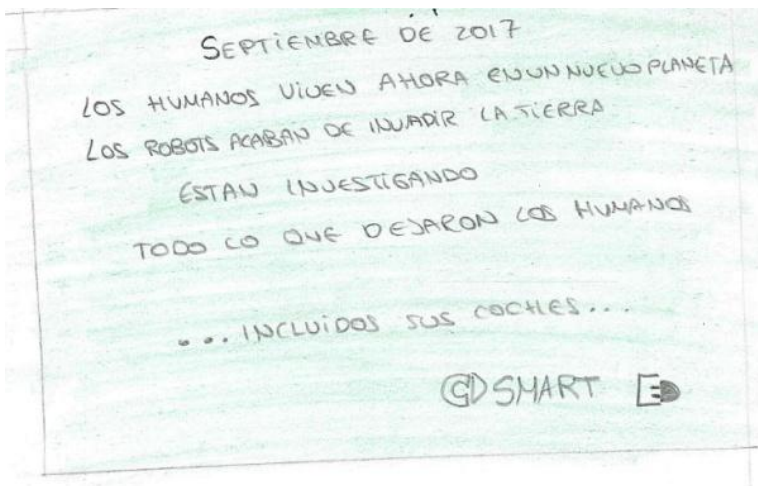 SEPTIEMBRE DE 2017
LOS HUMANOS VIVEN AHORA EN UN NUEVO PLANETA
LOS ROBOTS ACABAN DE INVADIR LA TIERRA
ESTAN INVESTIGANDO
TODO LO QUE DEJARON LOS HUMANOS
...INCLUIDOS SUS COCHES...
SMART